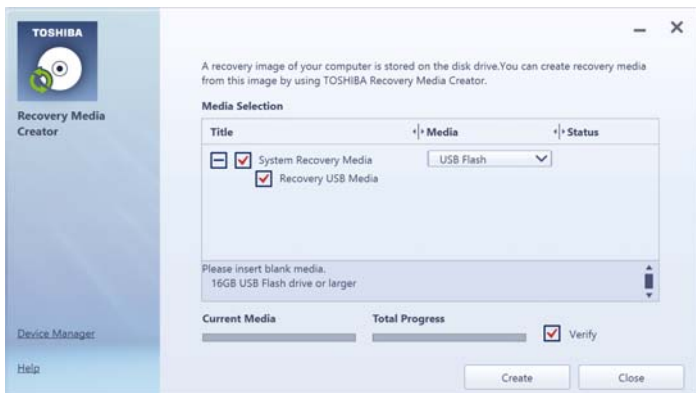 TOSHIBA
Recovery Media
Creator
A recovery image of your computer is stored on the disk drive.You can create recovery media
from this image by using TOSHIBA Recovery Media Creator.
Media Selection
Title Media Status
System Recovery Media USB Flash
Recovery USB Media
Please insert blank media.
16GB USB Flash drive or larger
Current Media Total Progress
Verify
Device Manager
Help
Create Close